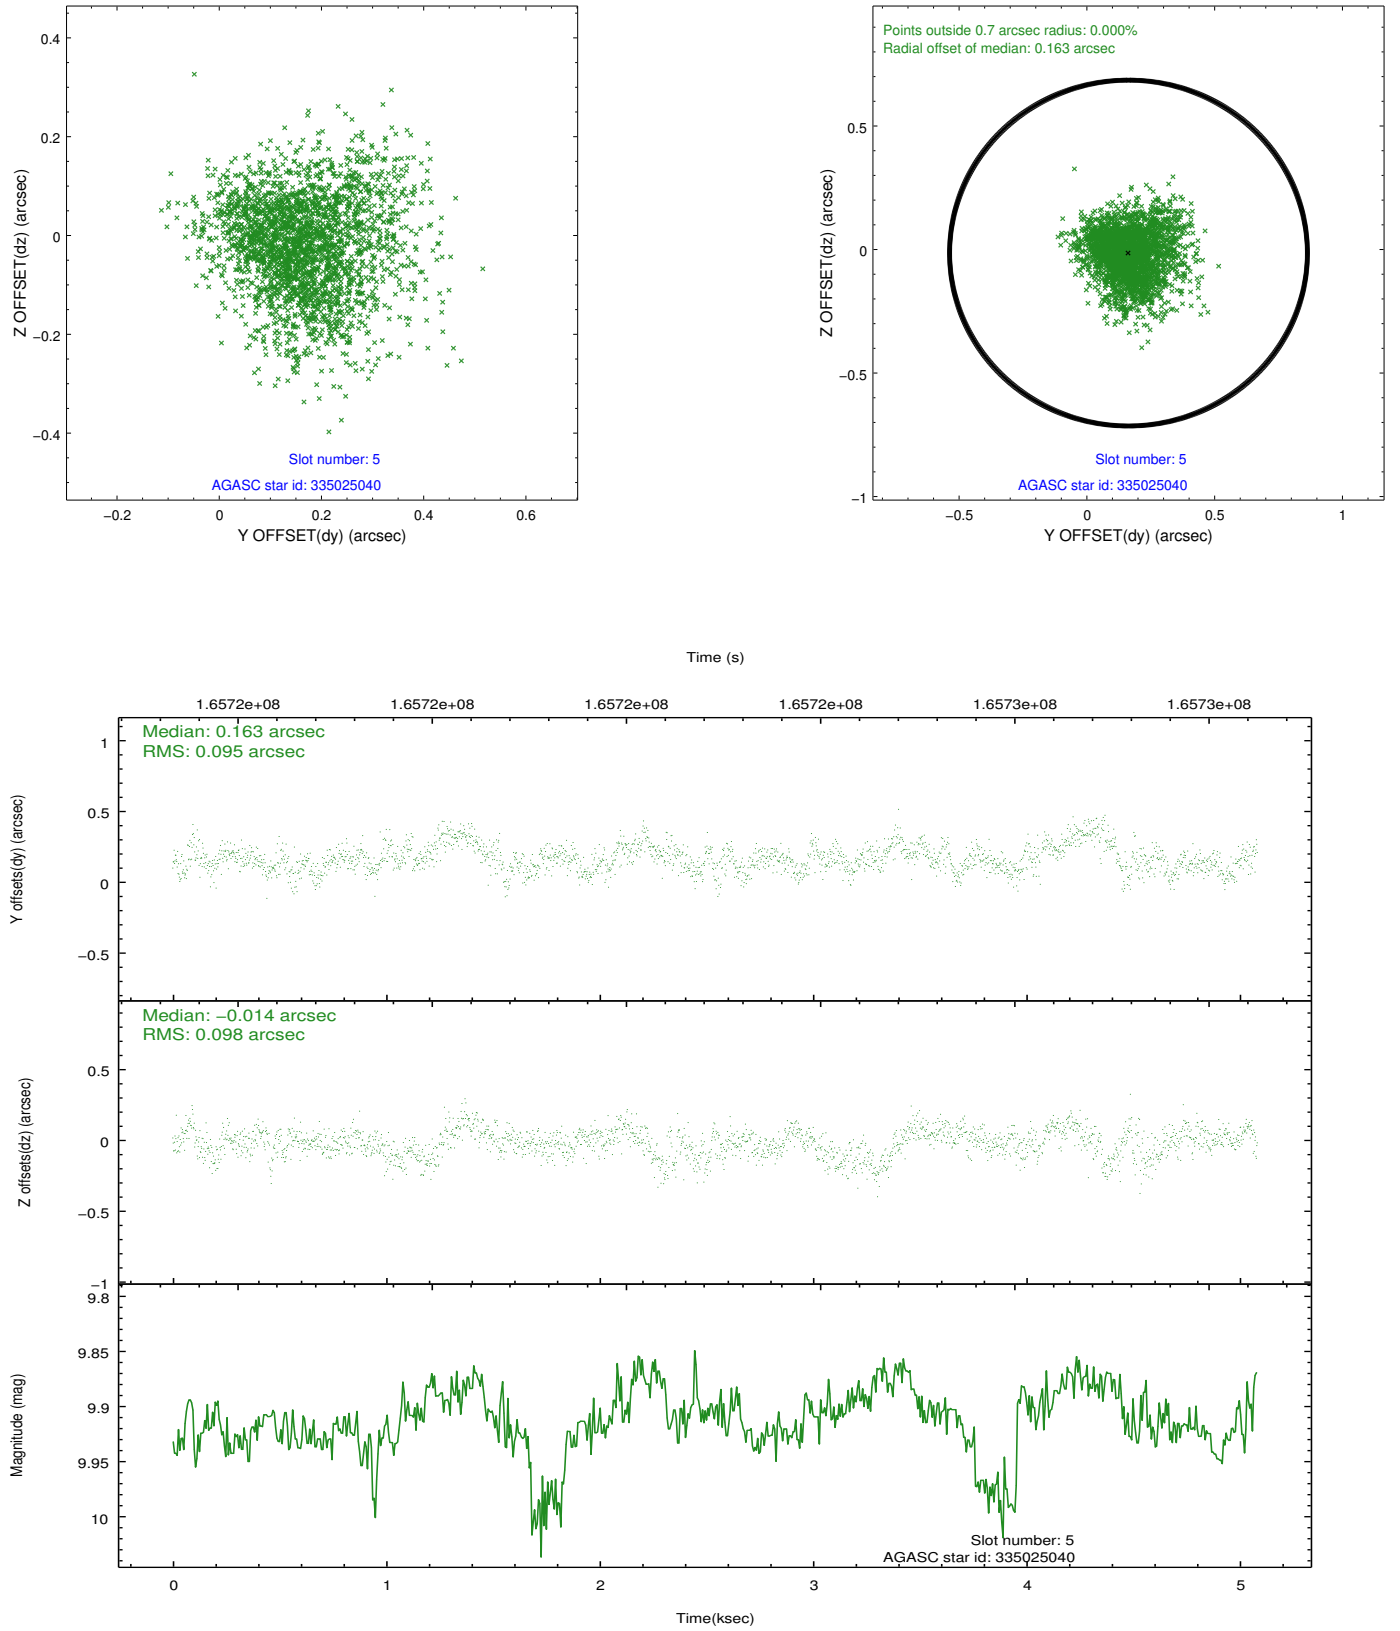 0.4
0.2
0
−0.2
−0.4
Z OFFSET(dz) (arcsec)
Slot number: 5
AGASC star id: 335025040
−0.2 0 0.2 0.4 0.6
Y OFFSET(dy) (arcsec)
Points outside 0.7 arcsec radius: 0.000%
Radial offset of median: 0.163 arcsec
0.5
0
−0.5
−1
Z OFFSET(dz) (arcsec)
Slot number: 5
AGASC star id: 335025040
−0.5 0 0.5 1
Y OFFSET(dy) (arcsec)
Time (s)
1.6572e+08 1.6572e+08 1.6572e+08 1.6572e+08 1.6573e+08 1.6573e+08
Median: 0.163 arcsec
RMS: 0.095 arcsec
1
0.5
0
−0.5
Y offsets(dy) (arcsec)
Median: −0.014 arcsec
RMS: 0.098 arcsec
0.5
0
−0.5
−1
Z offsets(dz) (arcsec)
9.8
9.85
9.9
9.95
10
Magnitude (mag)
Slot number: 5
AGASC star id: 335025040
0 1 2 3 4 5
Time(ksec)